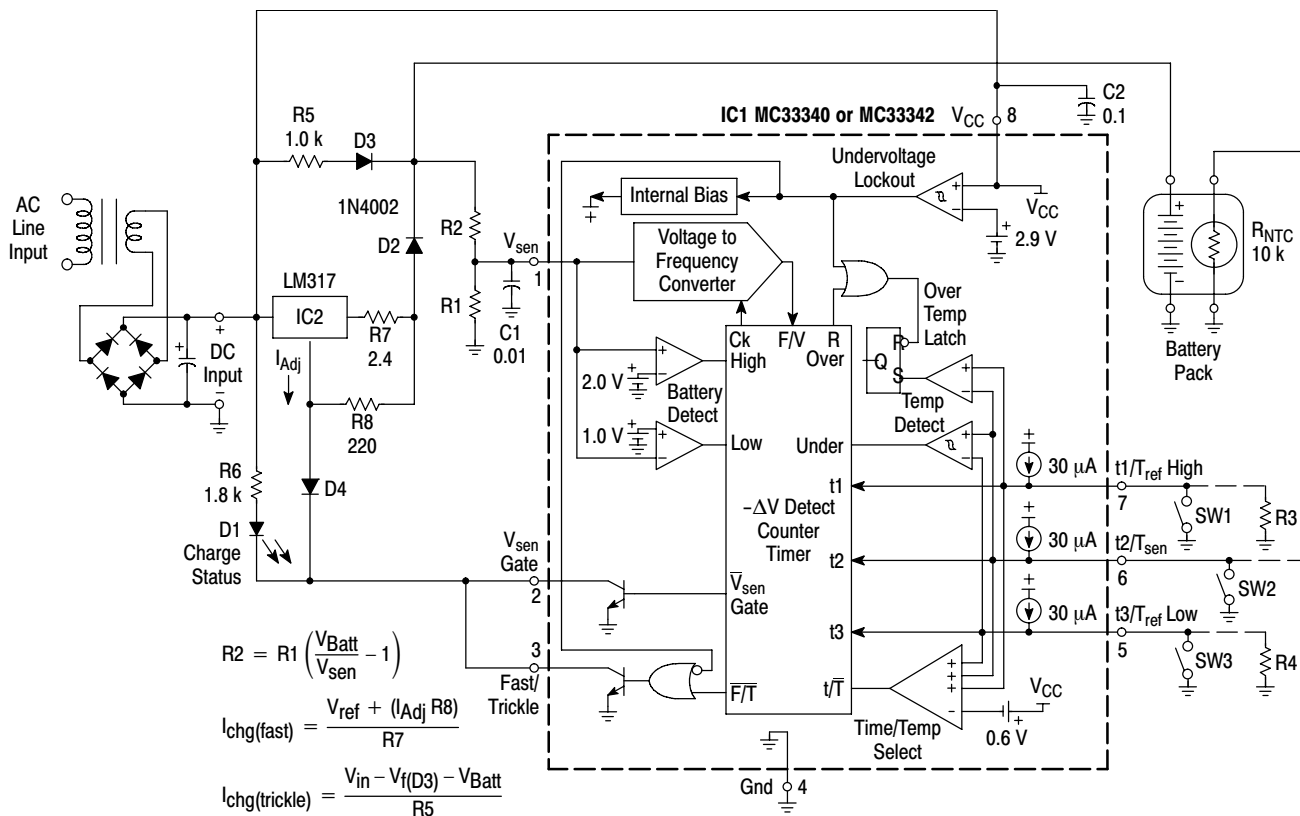 IC1 MC33340 or MC33342
C2
0.1
V_CC
8
R5
1.0 k
D3
Undervoltage
Lockout
Internal Bias
V_CC
2.9 V
AC
Line
Input
1N4002
D2
R2
V_sen
1
Voltage to
Frequency
Converter
R_NTC
10 k
Over
Temp
Latch
LM317
IC2
R7
2.4
R1
C1
0.01
DC
Input
I_Adj
Ck
F/V
R
High
Over
2.0 V
Battery
Detect
R
Q
S
Temp
Detect
Battery
Pack
R8
220
1.0 V
Low
Under
R6
1.8 k
D4
D1
Charge
Status
30 µA
t1/T_ref High
7
t1
SW1
R3
-ΔV Detect
Counter
Timer
V_sen
Gate
2
30 µA
t2/T_sen
6
t2
SW2
V̅_sen
Gate
30 µA
t3/T_ref Low
5
t3
SW3
R4
3
Fast/
Trickle
F̅/̅T̅
t/T̅
V_CC
0.6 V
Time/Temp
Select
Gnd
4
R2 = R1 (V_Batt / V_sen – 1)
I_chg(fast) = V_ref + (I_Adj R8) / R7
I_chg(trickle) = V_in – V_f(D3) – V_Batt / R5